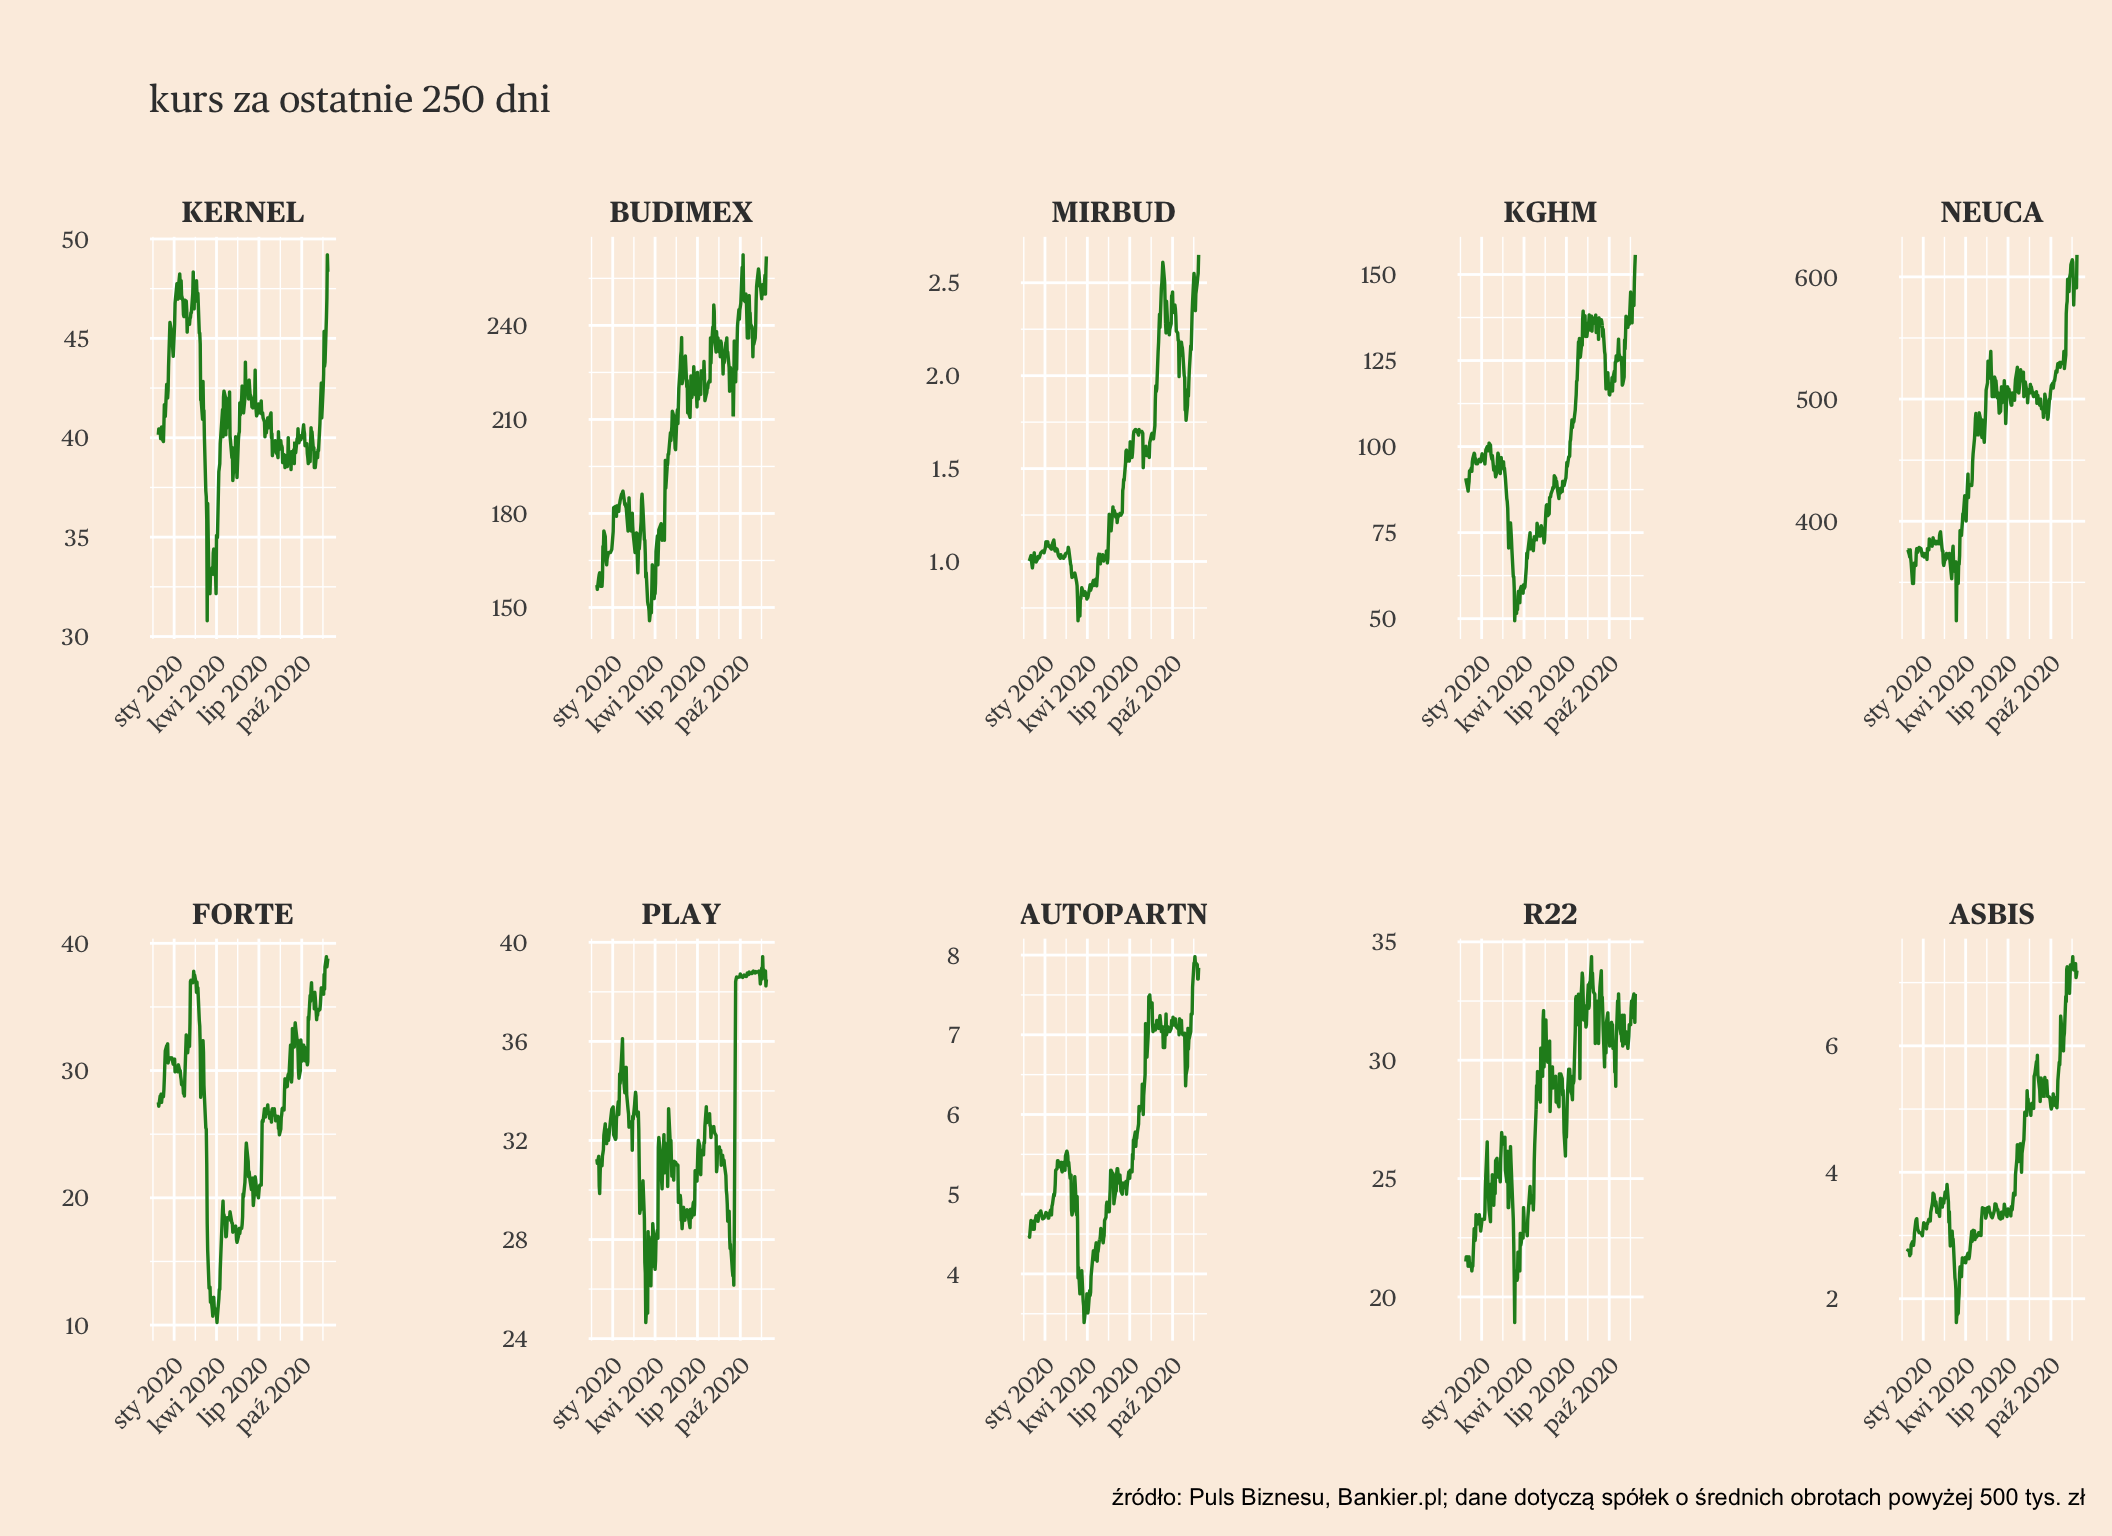 kurs za ostatnie 250 dni
KERNEL
50
45
40
35
30
sty 2020
kwi 2020
lip 2020
paź 2020
BUDIMEX
240
210
180
150
sty 2020
kwi 2020
lip 2020
paź 2020
MIRBUD
2.5
2.0
1.5
1.0
sty 2020
kwi 2020
lip 2020
paź 2020
KGHM
150
125
100
75
50
sty 2020
kwi 2020
lip 2020
paź 2020
NEUCA
600
500
400
sty 2020
kwi 2020
lip 2020
paź 2020
FORTE
40
30
20
10
sty 2020
kwi 2020
lip 2020
paź 2020
PLAY
40
36
32
28
24
sty 2020
kwi 2020
lip 2020
paź 2020
AUTOPARTN
8
7
6
5
4
sty 2020
kwi 2020
lip 2020
paź 2020
R22
35
30
25
20
sty 2020
kwi 2020
lip 2020
paź 2020
ASBIS
6
4
2
sty 2020
kwi 2020
lip 2020
paź 2020
źródło: Puls Biznesu, Bankier.pl; dane dotyczą spółek o średnich obrotach powyżej 500 tys. zł